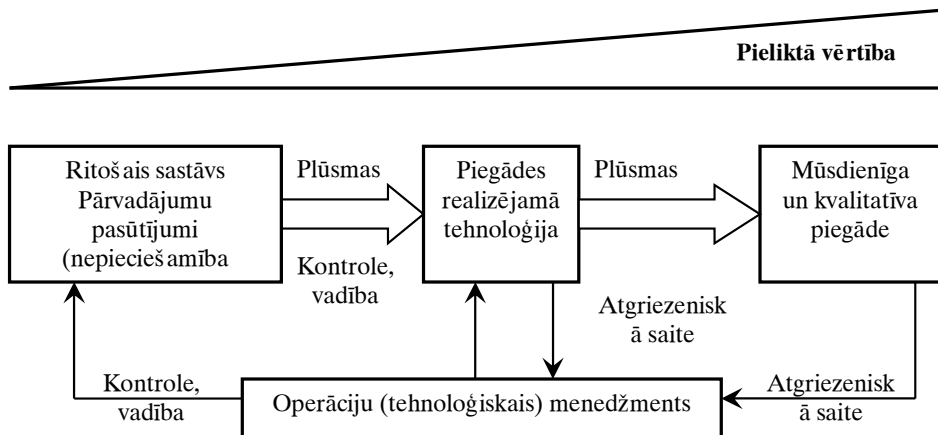 Pieliktā vērtība
Ritošais sastāvs
Pārvadājumu
pasūtījumi
(nepieciešamība
Plūsmas
Kontrole,
vadība
Piegādes
realizējamā
tehnoloģija
Plūsmas
Atgriezenisk
ā saite
Mūsdienīga
un kvalitatīva
piegāde
Kontrole,
vadība
Operāciju (tehnoloģiskais) menedžments
Atgriezenisk
ā saite